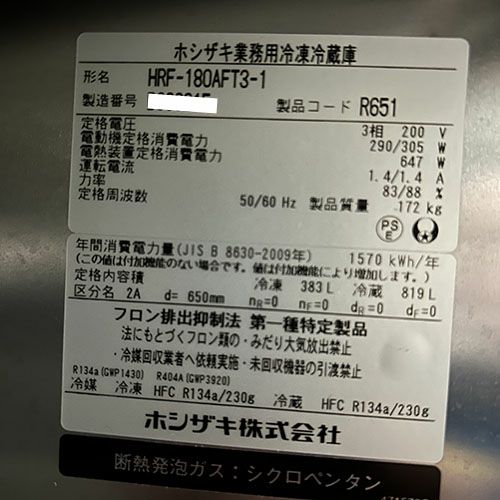 ホシザキ業務用冷凍冷蔵庫
形名 HRF-180AFT3-1
製造番号
製品コード R651
定格電圧 3相 200 V
電動機定格消費電力 290/305 W
電熱装置定格消費電力 647 W
運転電流 1.4/1.4 A
力率 83/88 %
定格周波数 50/60 Hz 製品質量 172 kg
PS E
年間消費電力量(JIS B 8630-2009年) 1570 kWh/年
(この値は付加機能のない場合です。値は付加機能により増加します。)
定格内容積 冷凍 383 L 冷蔵 819 L
区分名 2A d= 650mm nR=0 nF=0 dR=0 dF=0
フロン排出抑制法 第一種特定製品
法にもとづくフロン類の・みだり大気放出禁止
・冷媒回収業者へ依頼実施・未回収機器の引渡禁止
R134a(GWP1430) R404A(GWP3920)
冷媒 冷凍 HFC R134a/230g 冷蔵 HFC R134a/230g
ホシザキ株式会社
断熱発泡ガス:シクロペンタン